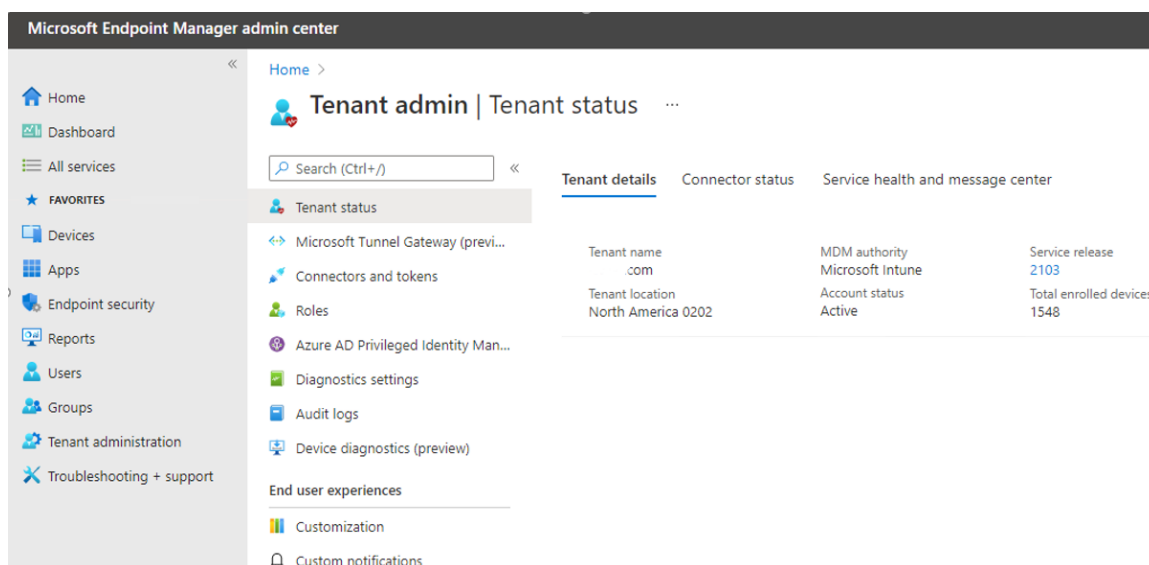 Microsoft Endpoint Manager admin center
«
Home
Dashboard
All services
FAVORITES
Devices
Apps
Endpoint security
Reports
Users
Groups
Tenant administration
Troubleshooting + support
Home >
Tenant admin | Tenant status ...
Search (Ctrl+/)
«
Tenant status
Microsoft Tunnel Gateway (previ...
Connectors and tokens
Roles
Azure AD Privileged Identity Man...
Diagnostics settings
Audit logs
Device diagnostics (preview)
End user experiences
Customization
Custom notifications
Tenant details Connector status Service health and message center
Tenant name
.com
Tenant location
North America 0202
MDM authority
Microsoft Intune
Account status
Active
Service release
2103
Total enrolled devices
1548